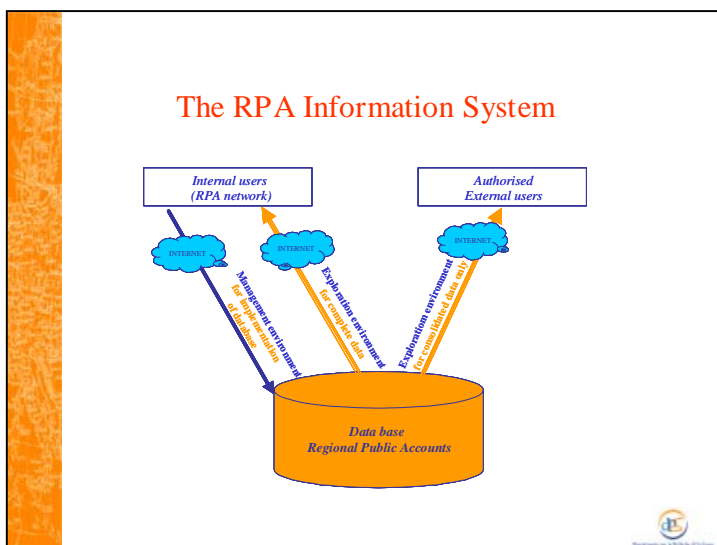 The RPA Information System
Internal users
(RPA network)
Authorised
External users
INTERNET
INTERNET
INTERNET
Management environment
for implementation
of database
Exploration environment
for complete data
Exploration environment
for consolidated data only
Data base
Regional Public Accounts